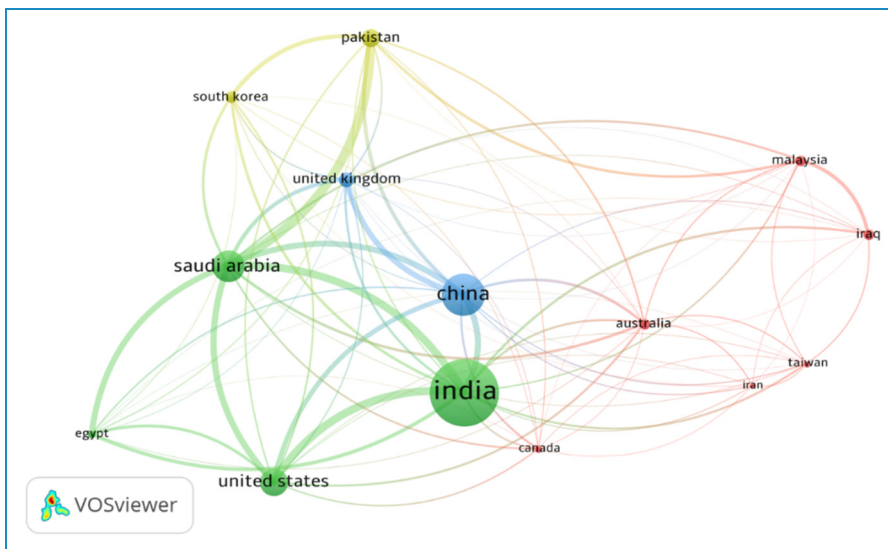 pakistan
south korea
malaysia
united kingdom
iraq
saudi arabia
china
australia
taiwan
iran
india
egypt
canada
united states
VOSviewer